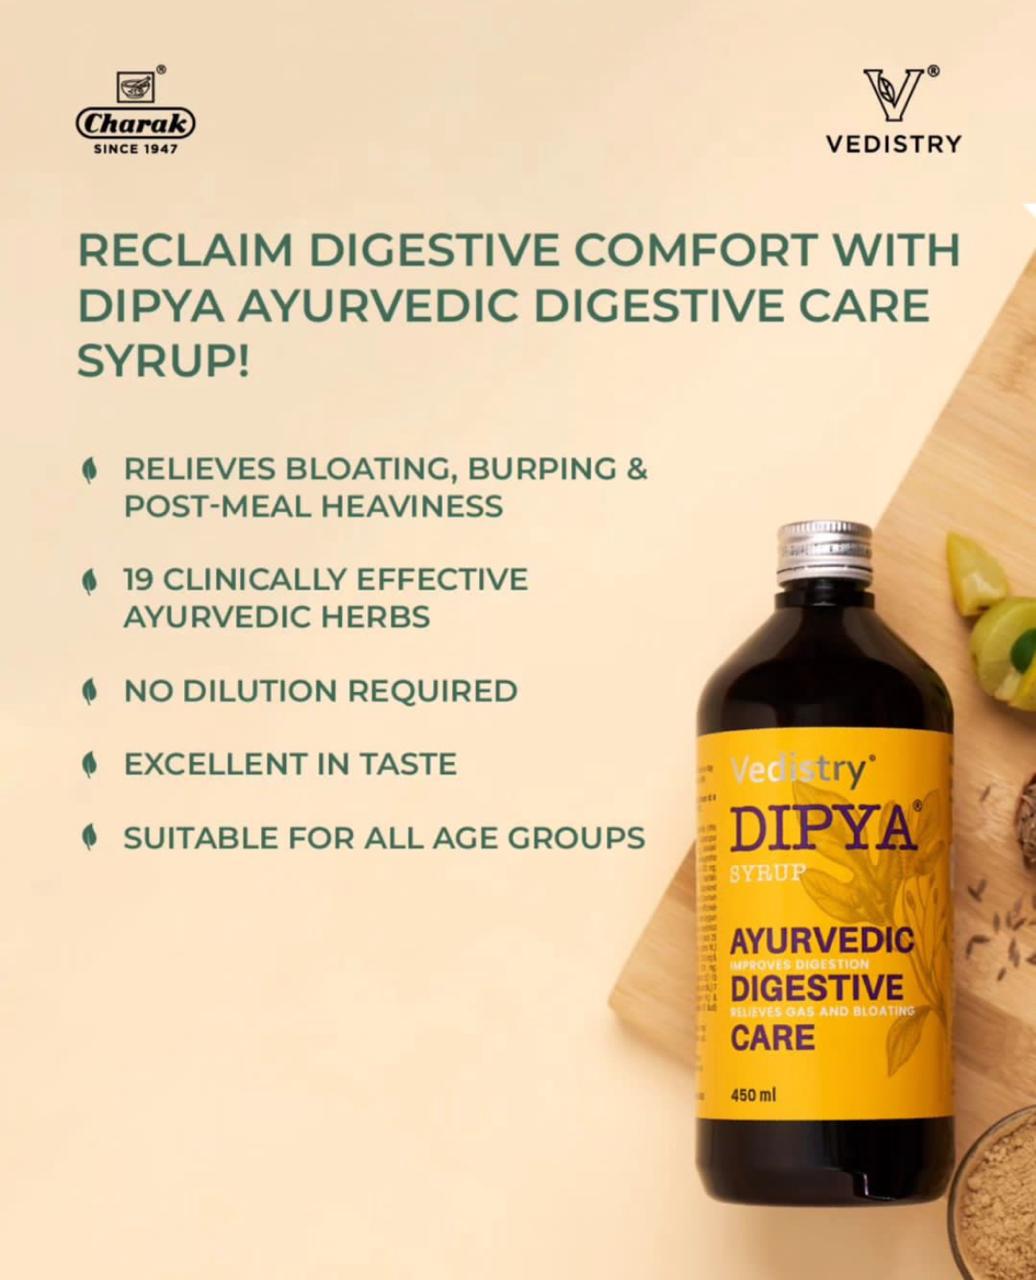 Charak®
SINCE 1947
V®
VEDISTRY
RECLAIM DIGESTIVE COMFORT WITH
DIPYA AYURVEDIC DIGESTIVE CARE
SYRUP!
RELIEVES BLOATING, BURPING &
POST-MEAL HEAVINESS
19 CLINICALLY EFFECTIVE
AYURVEDIC HERBS
NO DILUTION REQUIRED
EXCELLENT IN TASTE
SUITABLE FOR ALL AGE GROUPS
Vedistry®
DIPYA®
SYRUP
AYURVEDIC
IMPROVES DIGESTION
DIGESTIVE
RELIEVES GAS AND BLOATING
CARE
450 ml